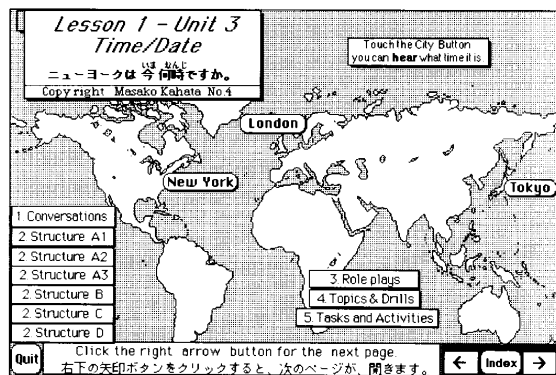 Lesson 1 - Unit 3
Time/Date
いま なんじ
ニューヨークは 今 何時ですか。
Copyright Masako Kahata No.4
Touch the City Button
you can hear what time it is
London
New York
Tokyo
1 Conversations
2 Structure A1
2 Structure A2
2 Structure A3
2. Structure B
2. Structure C
2. Structure D
3. Role plays
4. Topics & Drills
5. Tasks and Activities
Quit
Click the right arrow button for the next page.
右下の矢印ボタンをクリックすると、次のページが、開きます。
← Index →